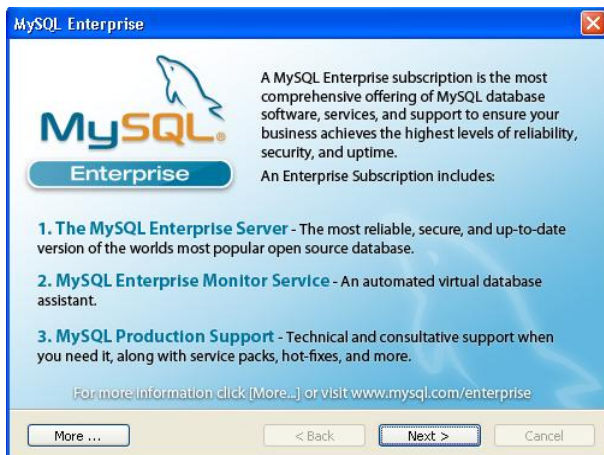 MySQL Enterprise
A MySQL Enterprise subscription is the most
comprehensive offering of MySQL database
software, services, and support to ensure your
business achieves the highest levels of reliability,
security, and uptime.
MySQL®
Enterprise
An Enterprise Subscription includes:
1. The MySQL Enterprise Server - The most reliable, secure, and up-to-date
version of the worlds most popular open source database.
2. MySQL Enterprise Monitor Service - An automated virtual database
assistant.
3. MySQL Production Support - Technical and consultative support when
you need it, along with service packs, hot-fixes, and more.
For more information click [More...] or visit www.mysql.com/enterprise
More ...
< Back
Next >
Cancel